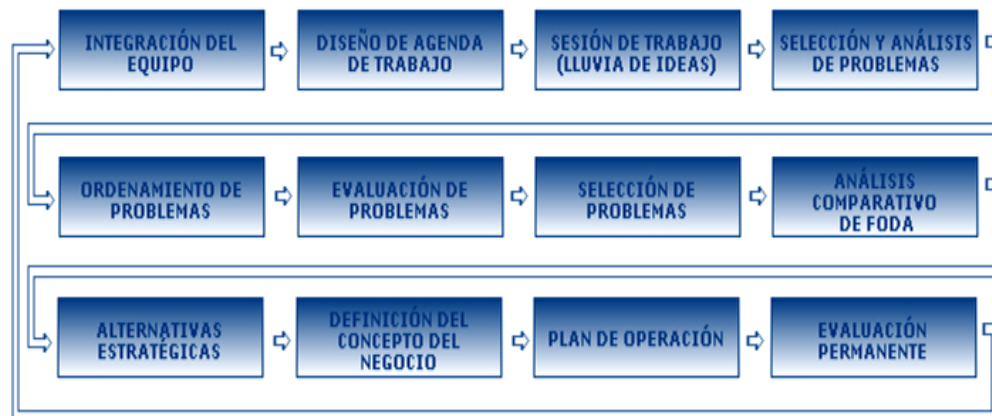 INTEGRACIÓN DEL
EQUIPO
DISEÑO DE AGENDA
DE TRABAJO
SESIÓN DE TRABAJO
(LLUVIA DE IDEAS)
SELECCIÓN Y ANÁLISIS
DE PROBLEMAS
ORDENAMIENTO DE
PROBLEMAS
EVALUACIÓN DE
PROBLEMAS
SELECCIÓN DE
PROBLEMAS
ANÁLISIS
COMPARATIVO
DE FODA
ALTERNATIVAS
ESTRATÉGICAS
DEFINICIÓN DEL
CONCEPTO DEL
NEGOCIO
PLAN DE OPERACIÓN
EVALUACIÓN
PERMANENTE